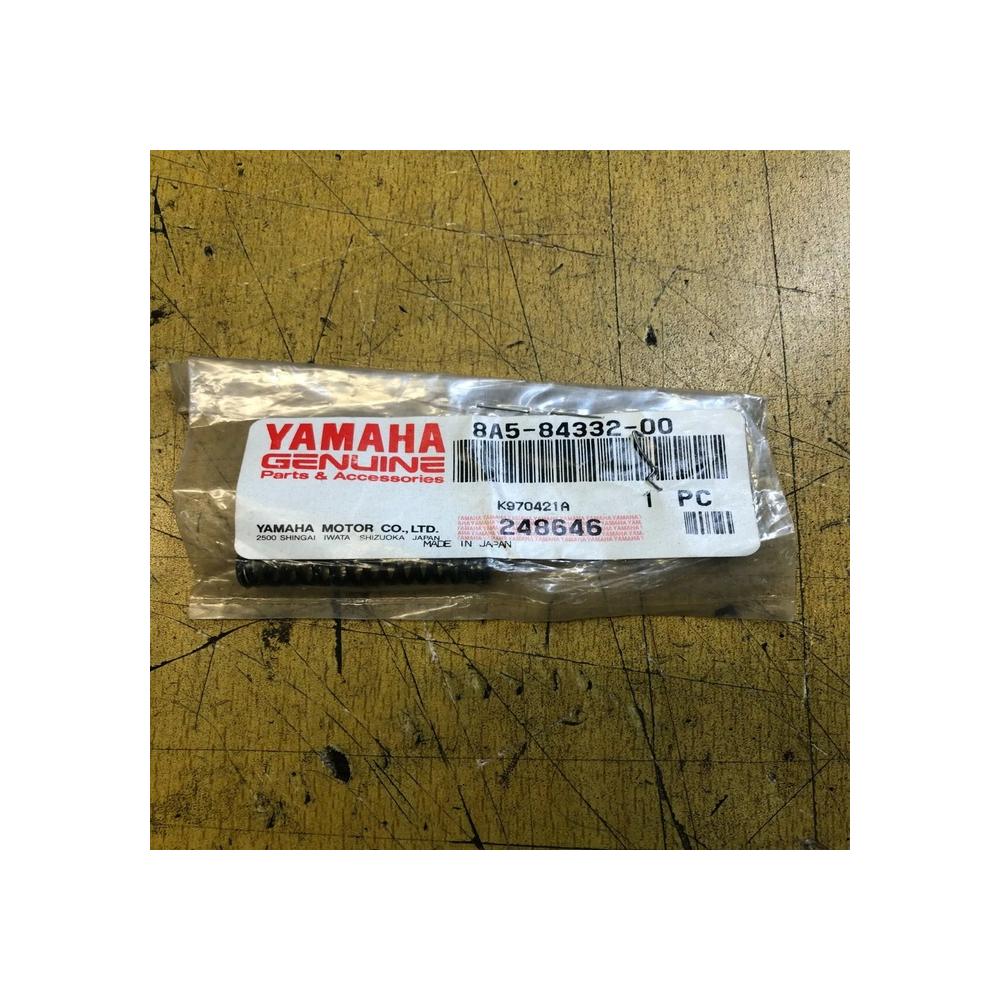 YAMAHA
GENUINE
Parts & Accessories
8A5-84332-00
K970421A
1 PC
248646
YAMAHA MOTOR CO., LTD.
2500 SHINGAI IWATA SHIZUOKA JAPAN
MADE IN JAPAN